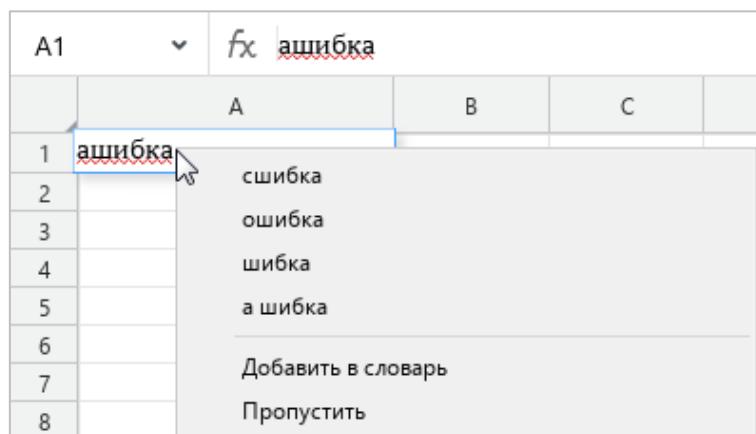 A1 fx ашибка
A B C
1 ашибка
сшибка
2
ошибка
3
шибка
4
а шибка
5
6
Добавить в словарь
7
Пропустить
8